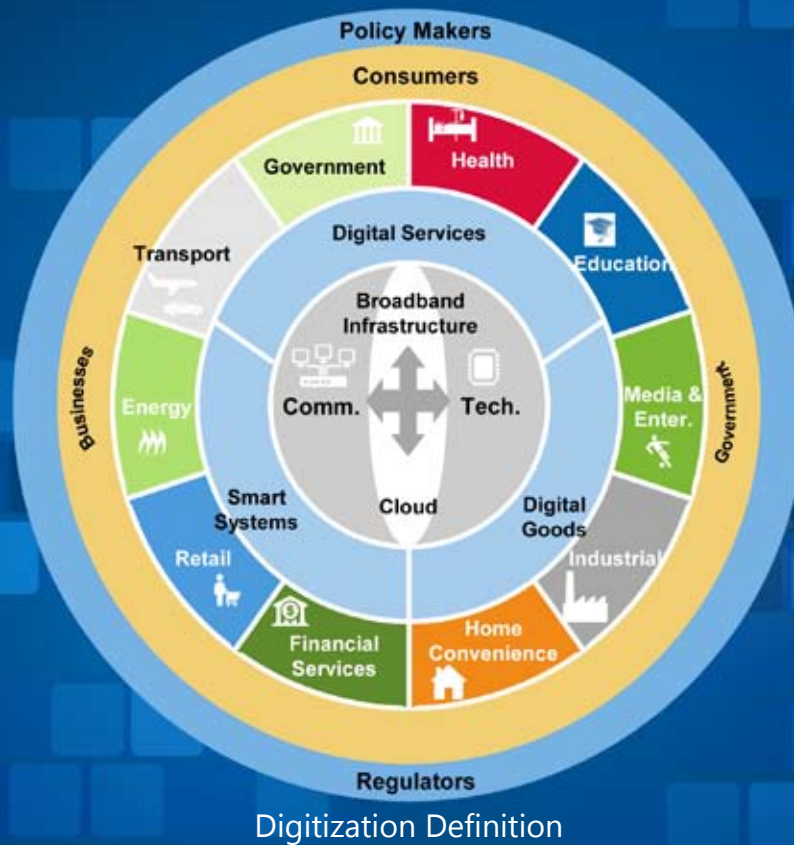 Policy Makers
Consumers
Government
Health
Transport
Digital Services
Education
Broadband
Infrastructure
Businesses
Energy
Comm.
Tech.
Media &
Enter.
Government
Smart
Systems
Cloud
Digital
Goods
Retail
Industrial
Financial
Services
Home
Convenience
Regulators
Digitization Definition